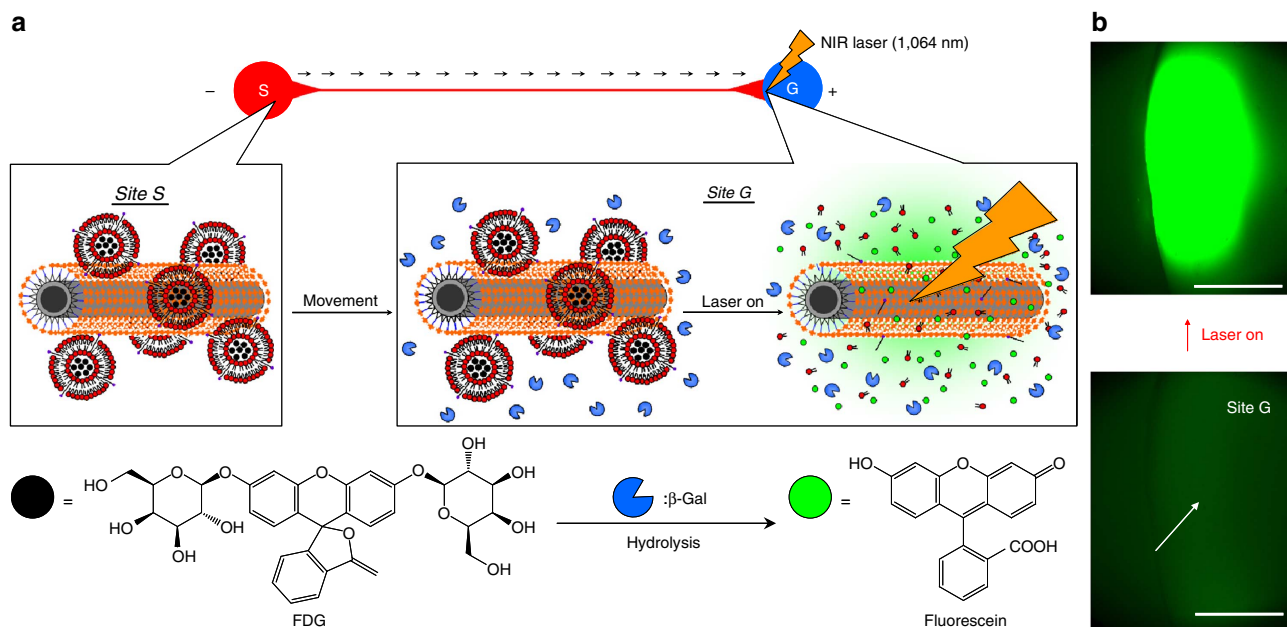 a
b
NIR laser (1,064 nm)
–
S
G
+
Site S
Site G
Movement
Laser on
Laser on
Site G
=
HO
O
O
O
O
O
OH
OH
OH
OH
OH
OH
OH
O
FDG
:β-Gal
Hydrolysis
=
HO
O
O
COOH
Fluorescein